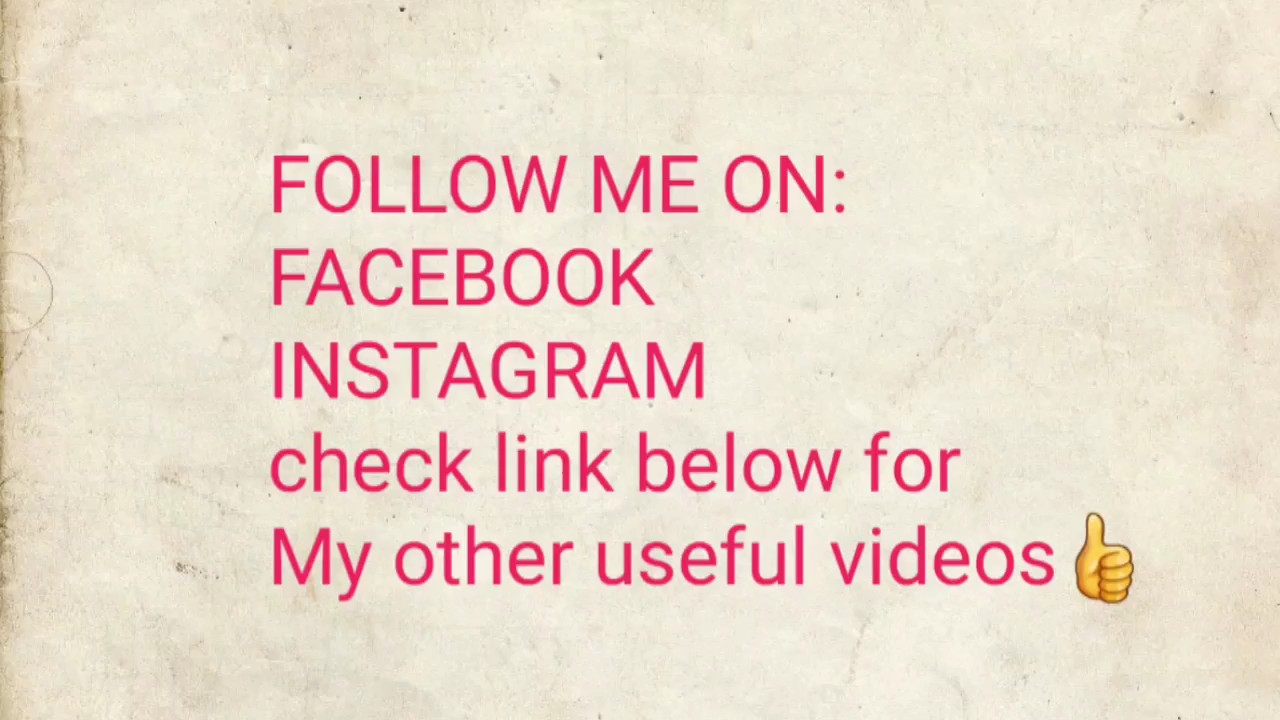 FOLLOW ME ON:
FACEBOOK
INSTAGRAM
check link below for
My other useful videos👍